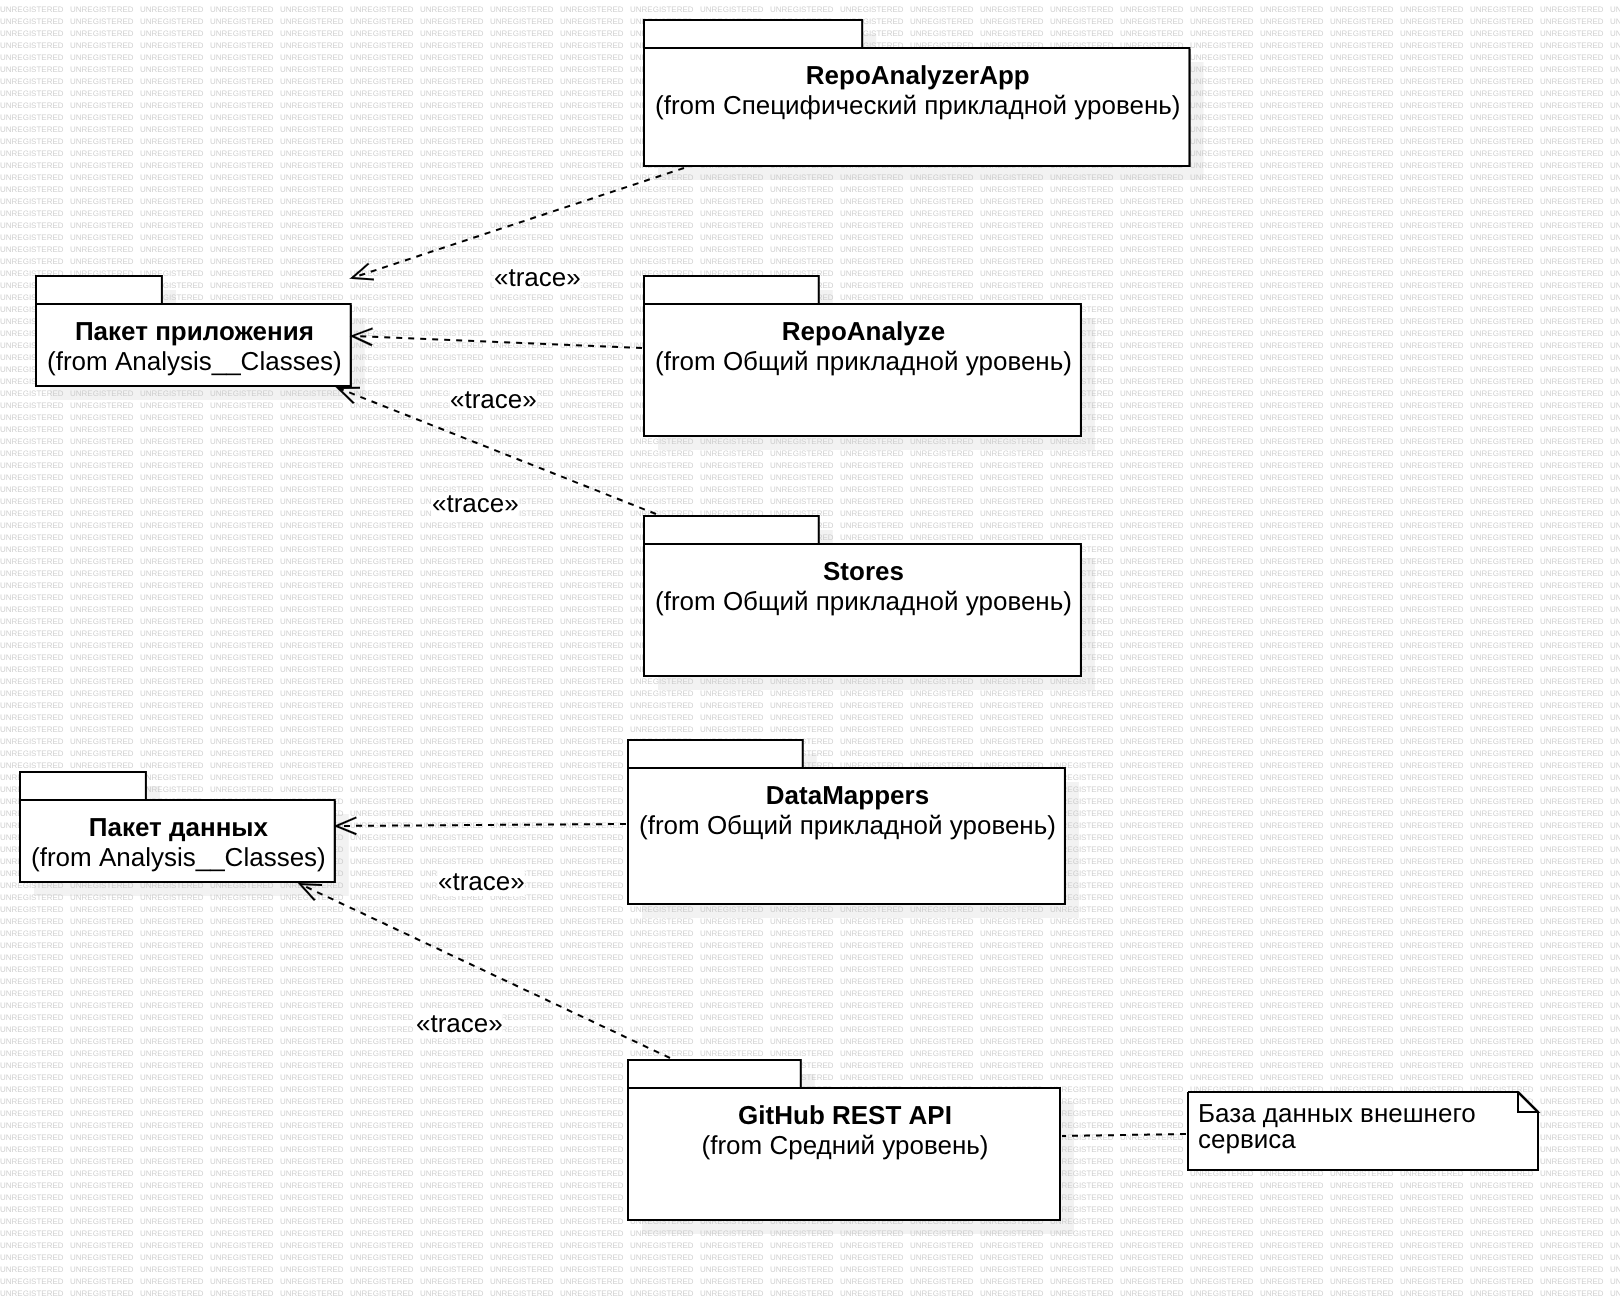 RepoAnalyzerApp
(from Специфический прикладной уровень)
«trace»
Пакет приложения
(from Analysis__Classes)
RepoAnalyze
(from Общий прикладной уровень)
«trace»
«trace»
Stores
(from Общий прикладной уровень)
DataMappers
(from Общий прикладной уровень)
Пакет данных
(from Analysis__Classes)
«trace»
«trace»
GitHub REST API
(from Средний уровень)
База данных внешнего
сервиса
UNREGISTERED